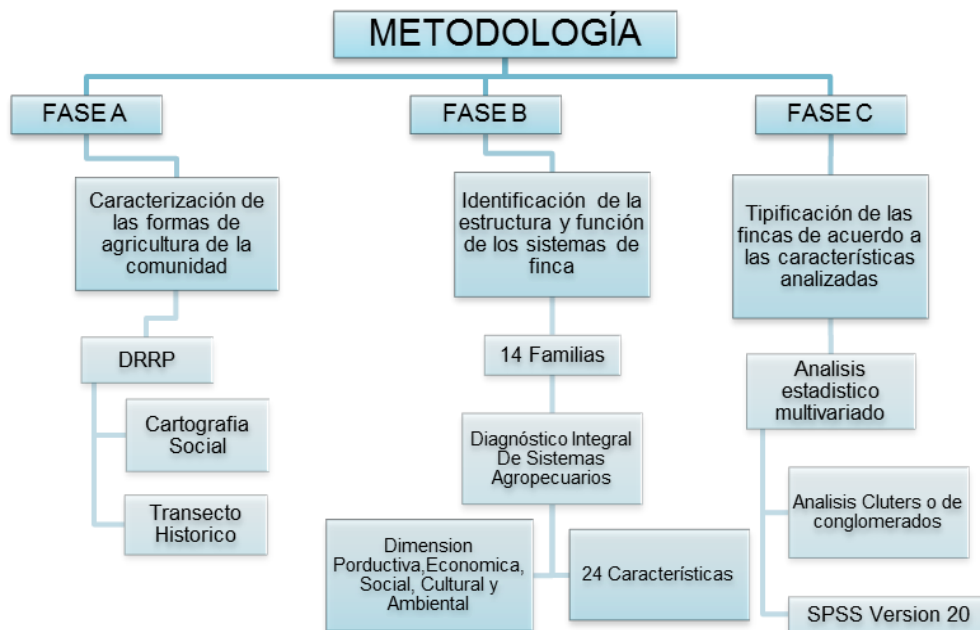 METODOLOGÍA
FASE A
Caracterización de
las formas de
agricultura de la
comunidad
DRRP
Cartografia
Social
Transecto
Historico
FASE B
Identificación de la
estructura y función
de los sistemas de
finca
14 Familias
Diagnóstico Integral
De Sistemas
Agropecuarios
Dimension
Porductiva,Economica,
Social, Cultural y
Ambiental
24 Características
FASE C
Tipificación de las
fincas de acuerdo a
las características
analizadas
Analisis
estadistico
multivariado
Analisis Cluters o de
conglomerados
SPSS Version 20